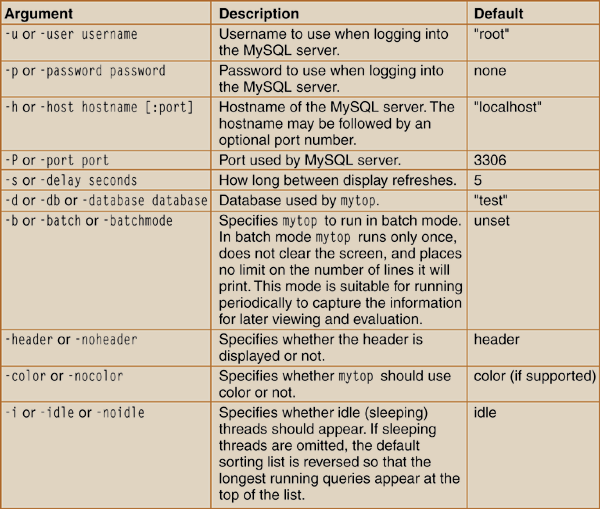 Argument Description Default
-u or -user username Username to use when logging into "root"
the MySQL server.
-p or -password password Password to use when logging into none
the MySQL server.
-h or -host hostname [:port] Hostname of the MySQL server. The "localhost"
hostname may be followed by an
optional port number.
-P or -port port Port used by MySQL server. 3306
-s or -delay seconds How long between display refreshes. 5
-d or -db or -database database Database used by mytop. "test"
-b or -batch or -batchmode Specifies mytop to run in batch mode. unset
In batch mode mytop runs only once,
does not clear the screen, and places
no limit on the number of lines it will
print. This mode is suitable for running
periodically to capture the information
for later viewing and evaluation.
-header or -noheader Specifies whether the header is header
displayed or not.
-color or -nocolor Specifies whether mytop should use color (if supported)
color or not.
-i or -idle or -noidle Specifies whether idle (sleeping) idle
threads should appear. If sleeping
threads are omitted, the default
sorting list is reversed so that the
longest running queries appear at the
top of the list.